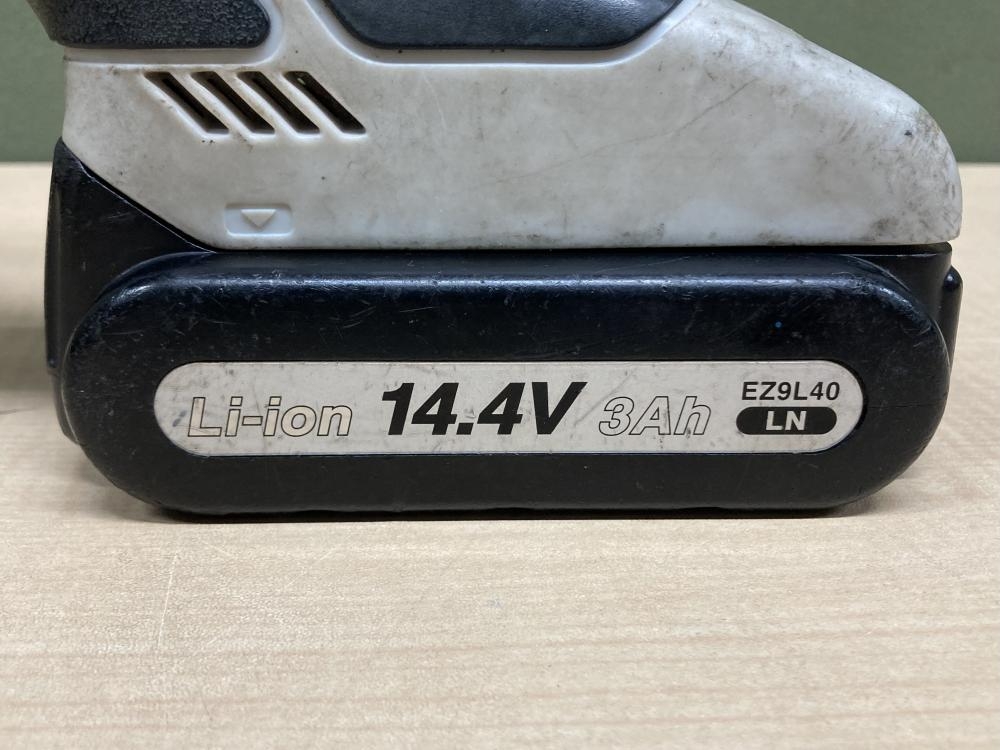 Li-ion 14.4V 3Ah EZ9L40
LN